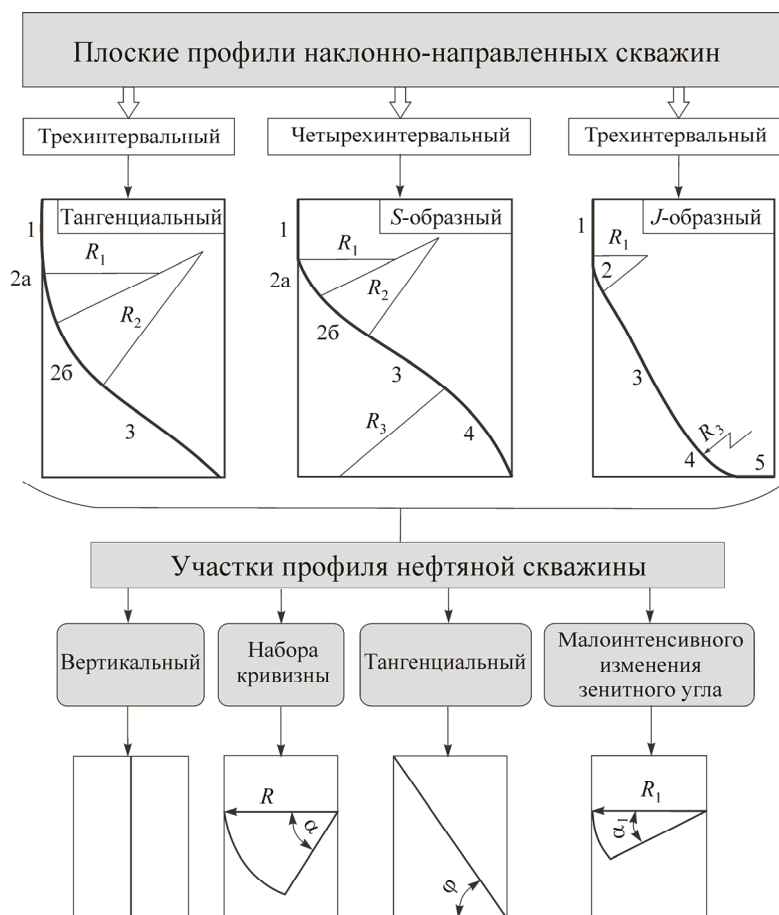 Плоские профили наклонно-направленных скважин
Трехинтервальный
Четырехинтервальный
Трехинтервальный
Тангенциальный
1
R1
2а
R2
2б
3
S-образный
1
R1
2а
R2
2б
3
R3
4
J-образный
1
R1
2
3
R3
4
5
Участки профиля нефтяной скважины
Вертикальный
Набора
кривизны
Тангенциальный
Малоинтенсивного
изменения
зенитного угла
R
α
φ
R1
α1